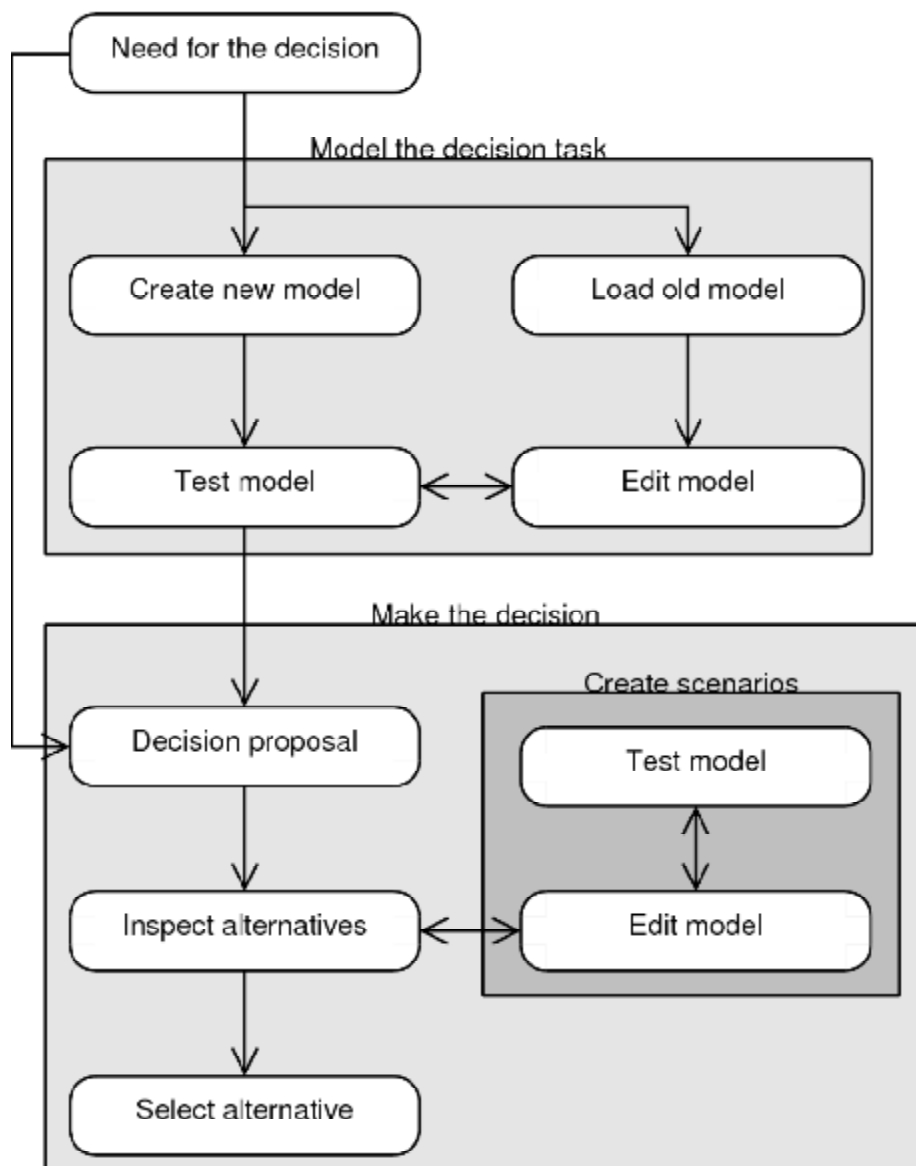 Need for the decision
Model the decision task
Create new model
Load old model
Test model
Edit model
Make the decision
Create scenarios
Decision proposal
Test model
Inspect alternatives
Edit model
Select alternative